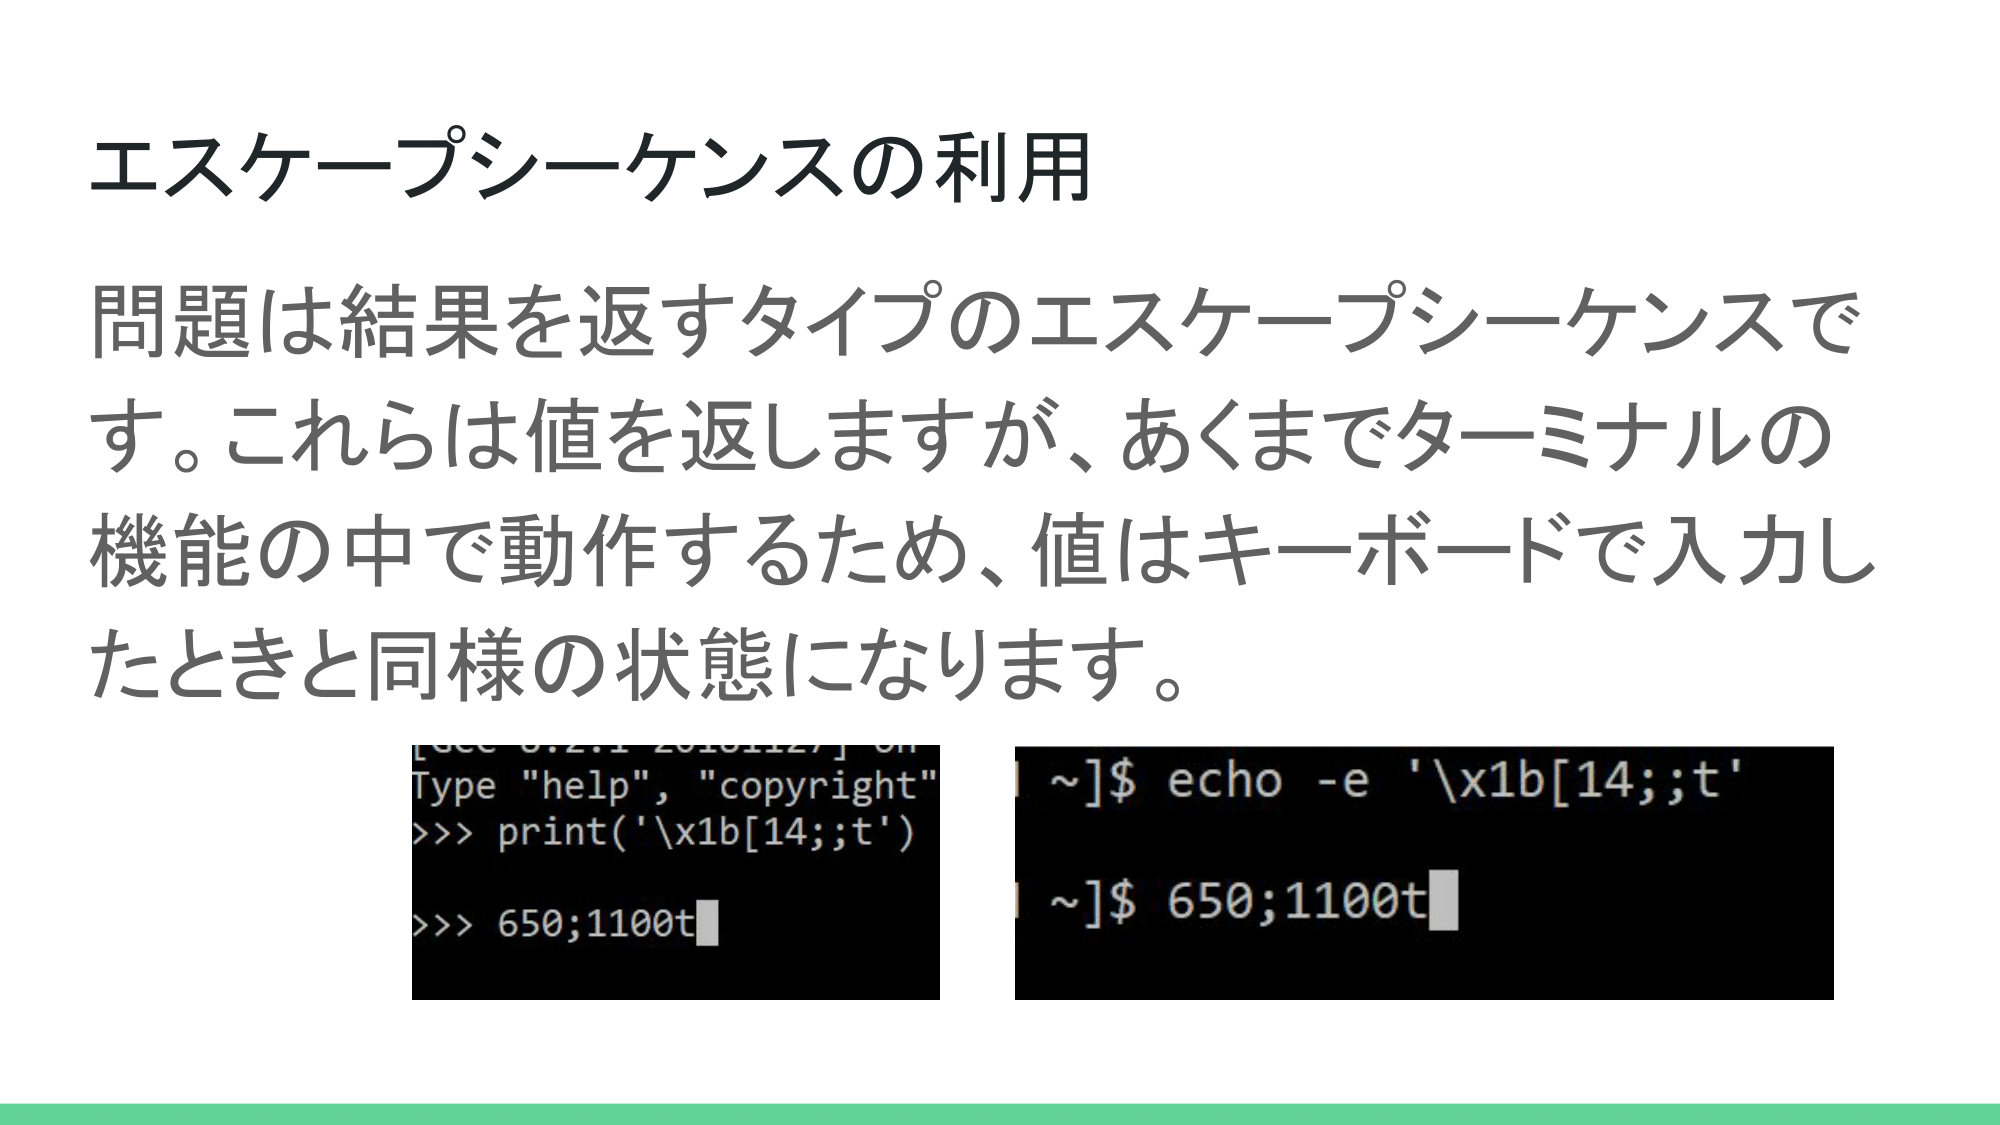 エスケープシーケンスの利用
問題は結果を返すタイプのエスケープシーケンスで
す。これらは値を返しますが、あくまでターミナルの
機能の中で動作するため、値はキーボードで入力し
たときと同様の状態になります。
Type "help", "copyright"
>>> print('\x1b[14;;t')
>>> 650;1100t
~]$ echo -e '\x1b[14;;t'
~]$ 650;1100t